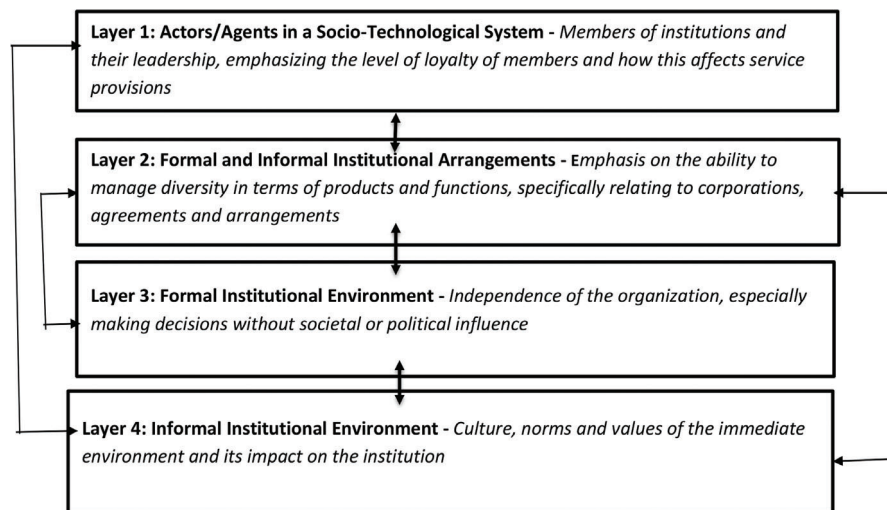 Layer 1: Actors/Agents in a Socio-Technological System - Members of institutions and
their leadership, emphasizing the level of loyalty of members and how this affects service
provisions
Layer 2: Formal and Informal Institutional Arrangements - Emphasis on the ability to
manage diversity in terms of products and functions, specifically relating to corporations,
agreements and arrangements
Layer 3: Formal Institutional Environment - Independence of the organization, especially
making decisions without societal or political influence
Layer 4: Informal Institutional Environment - Culture, norms and values of the immediate
environment and its impact on the institution